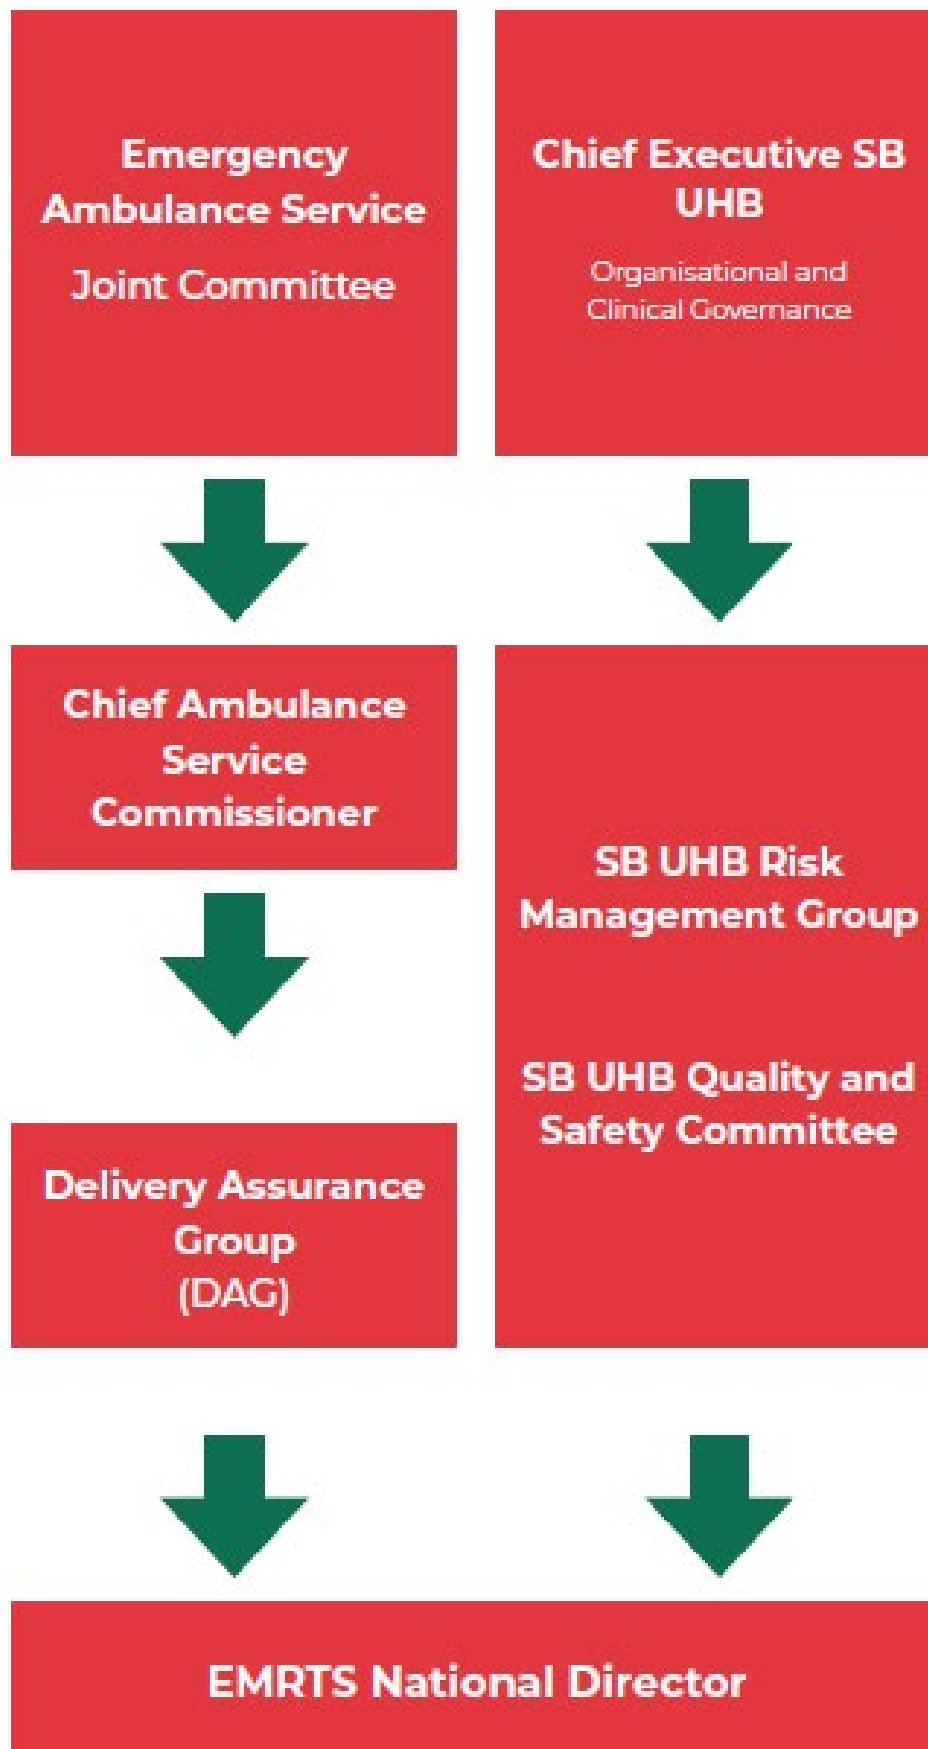 Emergency
Ambulance Service
Joint Committee
Chief Executive SB
UHB
Organisational and
Clinical Governance
Chief Ambulance
Service
Commissioner
SB UHB Risk
Management Group
SB UHB Quality and
Safety Committee
Delivery Assurance
Group
(DAG)
EMRTS National Director